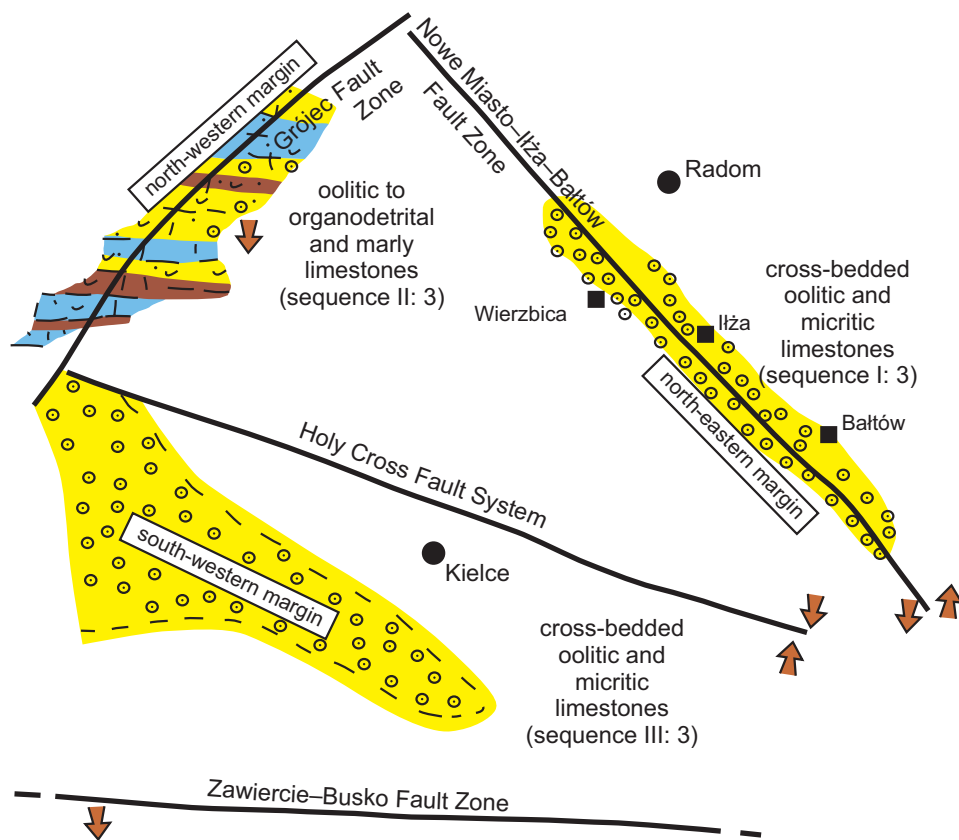 north-western margin
Grójec Fault
Zone
Nowe Miasto–Iłża–Bałtów
Fault Zone
Radom
oolitic to
organodetrital
and marly
limestones
(sequence II: 3)
Wierzbica
Iłża
cross-bedded
oolitic and
micritic
limestones
(sequence I: 3)
north-eastern
margin
Bałtów
Holy Cross Fault System
south-western
margin
Kielce
cross-bedded
oolitic and
micritic
limestones
(sequence III: 3)
Zawiercie–Busko Fault Zone